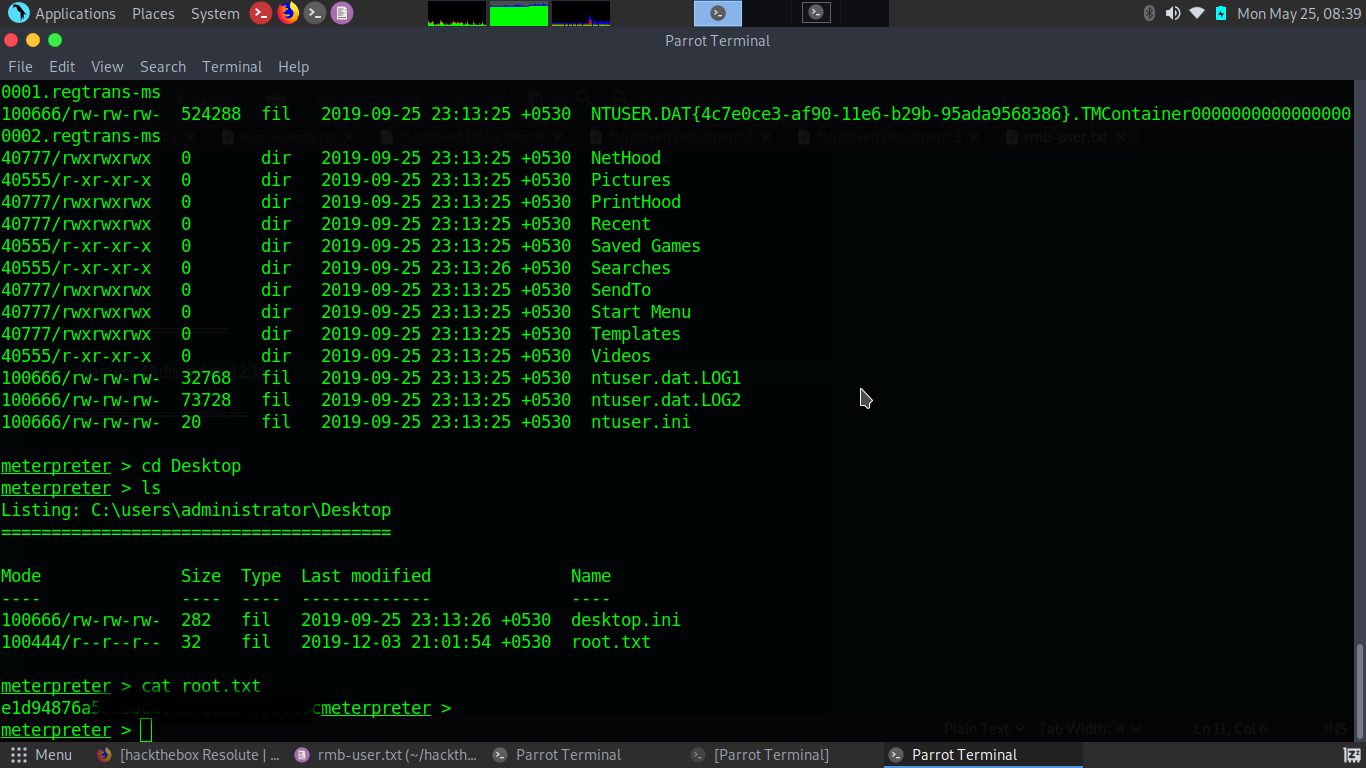 Applications Places System Mon May 25, 08:39
Parrot Terminal
File Edit View Search Terminal Help
0001.regtrans-ms
100666/rw-rw-rw- 524288 fil 2019-09-25 23:13:25 +0530 NTUSER.DAT{4c7e0ce3-af90-11e6-b29b-95ada9568386}.TMContainer0000000000000000
0002.regtrans-ms
40777/rwxrwxrwx 0 dir 2019-09-25 23:13:25 +0530 NetHood
40555/r-xr-xr-x 0 dir 2019-09-25 23:13:25 +0530 Pictures
40777/rwxrwxrwx 0 dir 2019-09-25 23:13:25 +0530 PrintHood
40777/rwxrwxrwx 0 dir 2019-09-25 23:13:25 +0530 Recent
40555/r-xr-xr-x 0 dir 2019-09-25 23:13:25 +0530 Saved Games
40555/r-xr-xr-x 0 dir 2019-09-25 23:13:26 +0530 Searches
40777/rwxrwxrwx 0 dir 2019-09-25 23:13:25 +0530 SendTo
40777/rwxrwxrwx 0 dir 2019-09-25 23:13:25 +0530 Start Menu
40777/rwxrwxrwx 0 dir 2019-09-25 23:13:25 +0530 Templates
40555/r-xr-xr-x 0 dir 2019-09-25 23:13:25 +0530 Videos
100666/rw-rw-rw- 32768 fil 2019-09-25 23:13:25 +0530 ntuser.dat.LOG1
100666/rw-rw-rw- 73728 fil 2019-09-25 23:13:25 +0530 ntuser.dat.LOG2
100666/rw-rw-rw- 20 fil 2019-09-25 23:13:25 +0530 ntuser.ini
meterpreter > cd Desktop
meterpreter > ls
Listing: C:\users\administrator\Desktop
=======================================
Mode Size Type Last modified Name
---- ---- ---- ------------- ----
100666/rw-rw-rw- 282 fil 2019-09-25 23:13:26 +0530 desktop.ini
100444/r--r--r-- 32 fil 2019-12-03 21:01:54 +0530 root.txt
meterpreter > cat root.txt
e1d94876a5 cmeterpreter >
meterpreter >
Plain Text Tab Width: 4 Ln 11, Col 6 INS
Menu [hackthebox Resolute | ... rmb-user.txt (~/hackth... Parrot Terminal [Parrot Terminal] Parrot Terminal